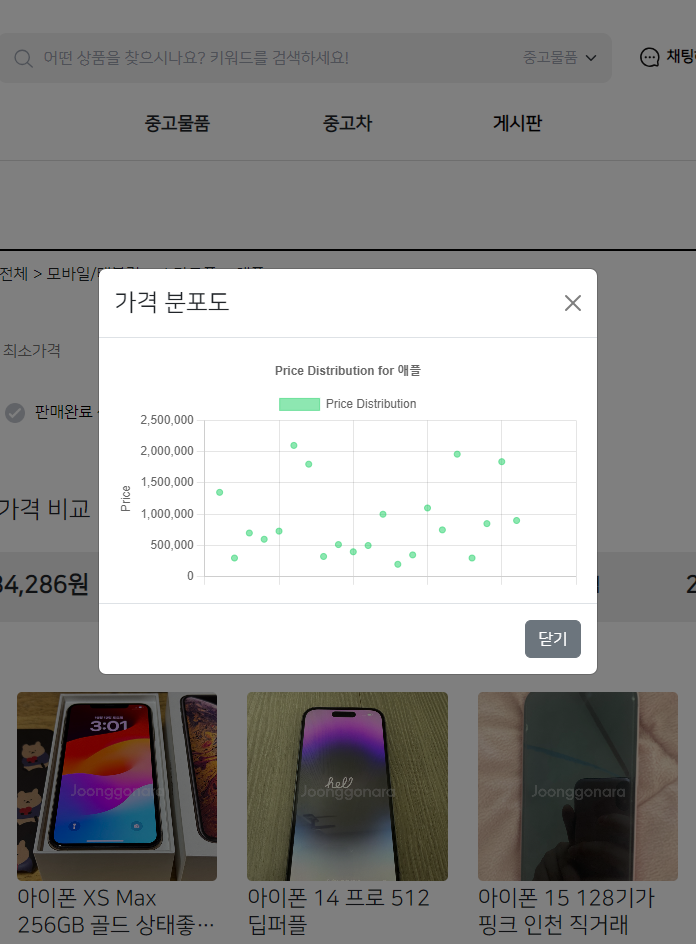 어떤 상품을 찾으시나요? 키워드를 검색하세요!
중고물품
채팅
중고물품
중고차
게시판
전체 > 모바일/
가격 분포도
최소가격
Price Distribution for 애플
판매완료
Price Distribution
2,500,000
2,000,000
1,500,000
1,000,000
500,000
0
Price
가격 비교
34,286원
2
닫기
3:01
Joonggonara
hello
Joonggonara
Joonggonara
아이폰 XS Max
256GB 골드 상태좋…
아이폰 14 프로 512
딥퍼플
아이폰 15 128기가
핑크 인천 직거래